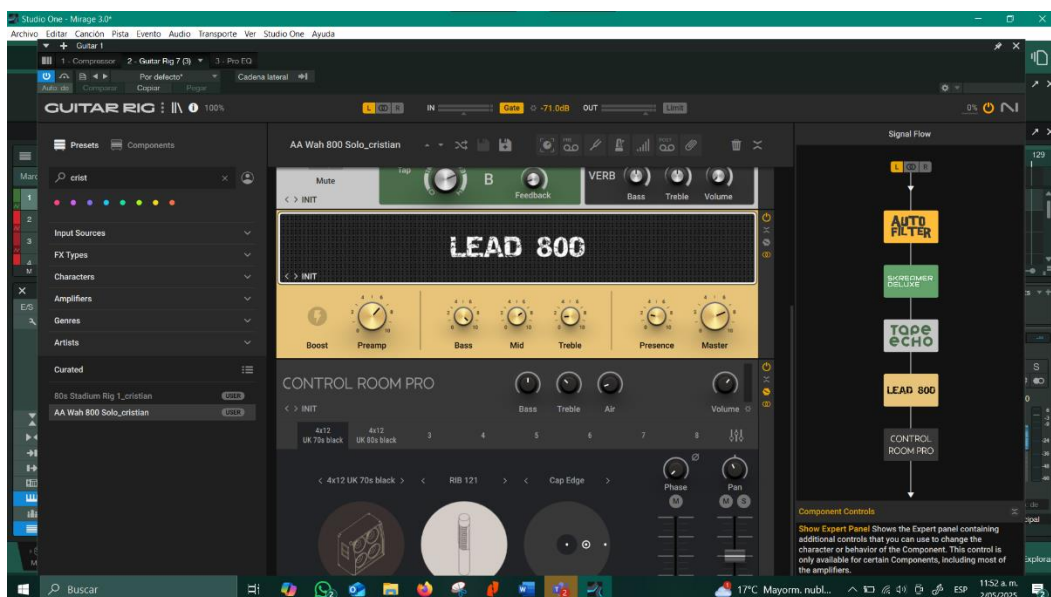 Studio One - Mirage 3.0*
Archivo Editar Canción Pista Evento Audio Transporte Ver Studio One Ayuda
Guitar 1
1 - Compressor 2 - Guitar Rig 7 (3) 3 - Pro EQ
Por defecto* Cadena lateral
Auto: do Comparar Copiar Pegar
GUITAR RIG 100% L R IN Gate -71.0dB OUT Limit 0%
Presets Components
AA Wah 800 Solo_cristian
PRE POST
Signal Flow
129
crist
L R
Mute Tap B Feedback VERB Bass Treble Volume
INIT
AUTO FILTER
Input Sources
FX Types
Characters
Amplifiers
Genres
Artists
LEAD 800
INIT
SKREAMER DELUXE
Boost Preamp Bass Mid Treble Presence Master
TAPE ECHO
Curated
80s Stadium Rig 1_cristian USER
AA Wah 800 Solo_cristian USER
CONTROL ROOM PRO
INIT
Bass Treble Air Volume
LEAD 800
4x12 UK 70s black 4x12 UK 80s black 3 4 5 6 7 8
CONTROL ROOM PRO
4x12 UK 70s black RIB 121 Cap Edge
Phase Pan
M M S
Component Controls
Show Expert Panel Shows the Expert panel containing
additional controls that you can use to change the
character or behavior of the Component. This control is
only available for certain Components, including most of
the amplifiers.
E/S
Buscar
17°C Mayorm. nubl... ESP
11:52 a. m.
2/05/2025